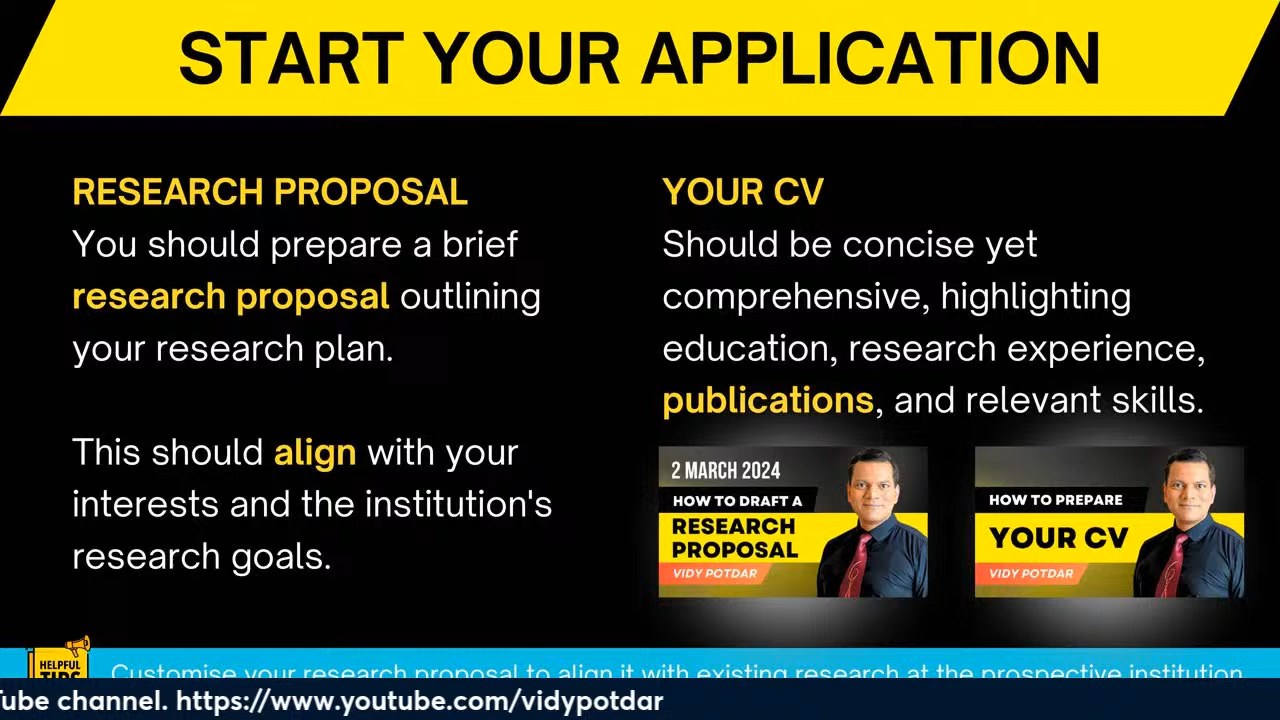 START YOUR APPLICATION
RESEARCH PROPOSAL
You should prepare a brief
research proposal outlining
your research plan.
This should align with your
interests and the institution's
research goals.
YOUR CV
Should be concise yet
comprehensive, highlighting
education, research experience,
publications, and relevant skills.
2 MARCH 2024
HOW TO DRAFT A
RESEARCH
PROPOSAL
VIDY POTDAR
HOW TO PREPARE
YOUR CV
VIDY POTDAR
HELPFUL
TIPS
Customise your research proposal to align it with existing research at the prospective institution
Tube channel. https://www.youtube.com/vidypotdar